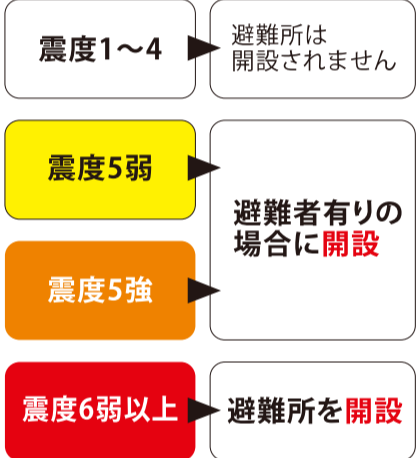 震度1〜4
避難所は
開設されません
震度5弱
震度5強
避難者有りの
場合に開設
震度6弱以上
避難所を開設